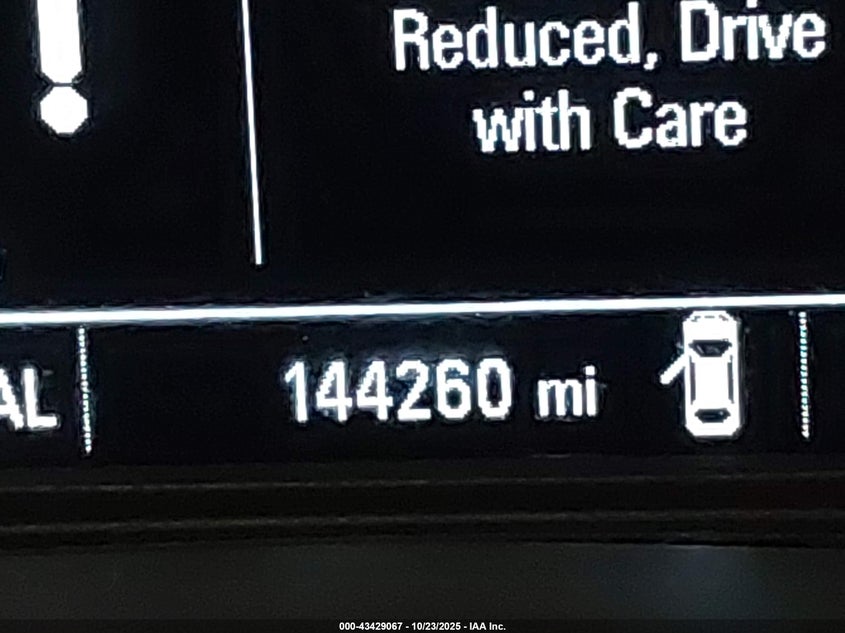 Reduced, Drive
with Care
AL
144260 mi
000-43429067 - 10/23/2025 - IAA Inc.